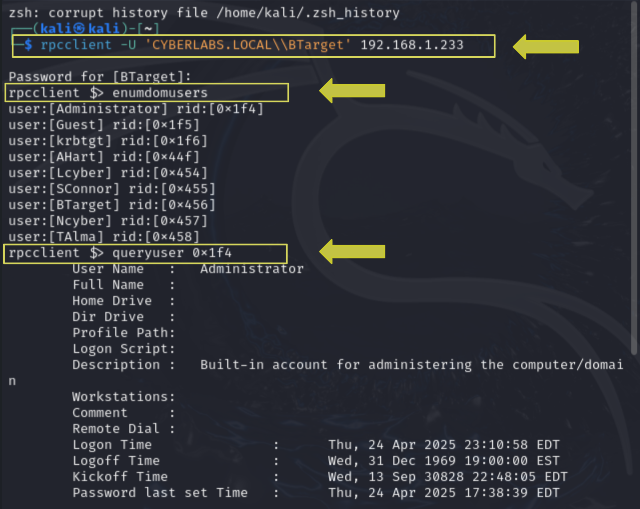 zsh: corrupt history file /home/kali/.zsh_history
┌──(kali㉿kali)-[~]
└─$ rpcclient -U 'CYBERLABS.LOCAL\\BTarget' 192.168.1.233
Password for [BTarget]:
rpcclient $> enumdomusers
user:[Administrator] rid:[0×1f4]
user:[Guest] rid:[0×1f5]
user:[krbtgt] rid:[0×1f6]
user:[AHart] rid:[0×44f]
user:[Lcyber] rid:[0×454]
user:[SConnor] rid:[0×455]
user:[BTarget] rid:[0×456]
user:[Ncyber] rid:[0×457]
user:[TAlma] rid:[0×458]
rpcclient $> queryuser 0×1f4
User Name : Administrator
Full Name :
Home Drive :
Dir Drive :
Profile Path:
Logon Script:
Description : Built-in account for administering the computer/domai
n
Workstations:
Comment :
Remote Dial :
Logon Time : Thu, 24 Apr 2025 23:10:58 EDT
Logoff Time : Wed, 31 Dec 1969 19:00:00 EST
Kickoff Time : Wed, 13 Sep 30828 22:48:05 EDT
Password last set Time : Thu, 24 Apr 2025 17:38:39 EDT